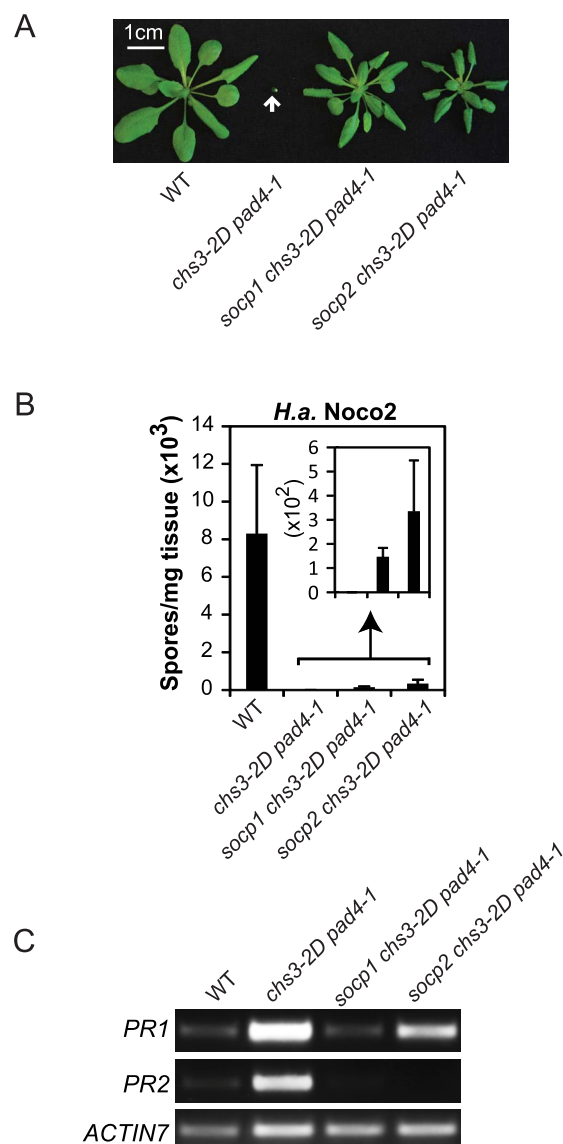 A
1cm
WT
chs3-2D pad4-1
socp1 chs3-2D pad4-1
socp2 chs3-2D pad4-1
B
H.a. Noco2
Spores/mg tissue (x10³)
14
12
10
8
6
4
2
0
(x10²)
6
5
4
3
2
1
0
WT
chs3-2D pad4-1
socp1 chs3-2D pad4-1
socp2 chs3-2D pad4-1
C
WT
chs3-2D pad4-1
socp1 chs3-2D pad4-1
socp2 chs3-2D pad4-1
PR1
PR2
ACTIN7